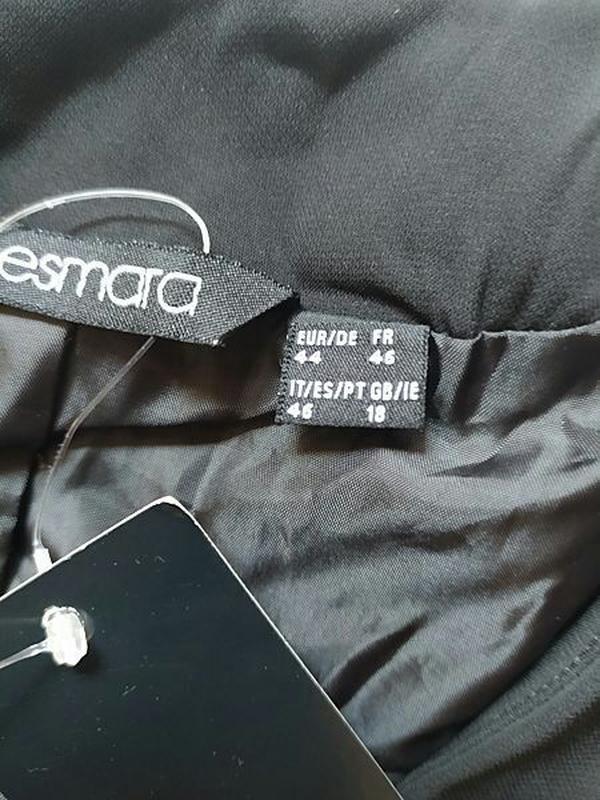 esmara
EUR/DE FR
44 46
IT/ES/PT GB/IE
46 18